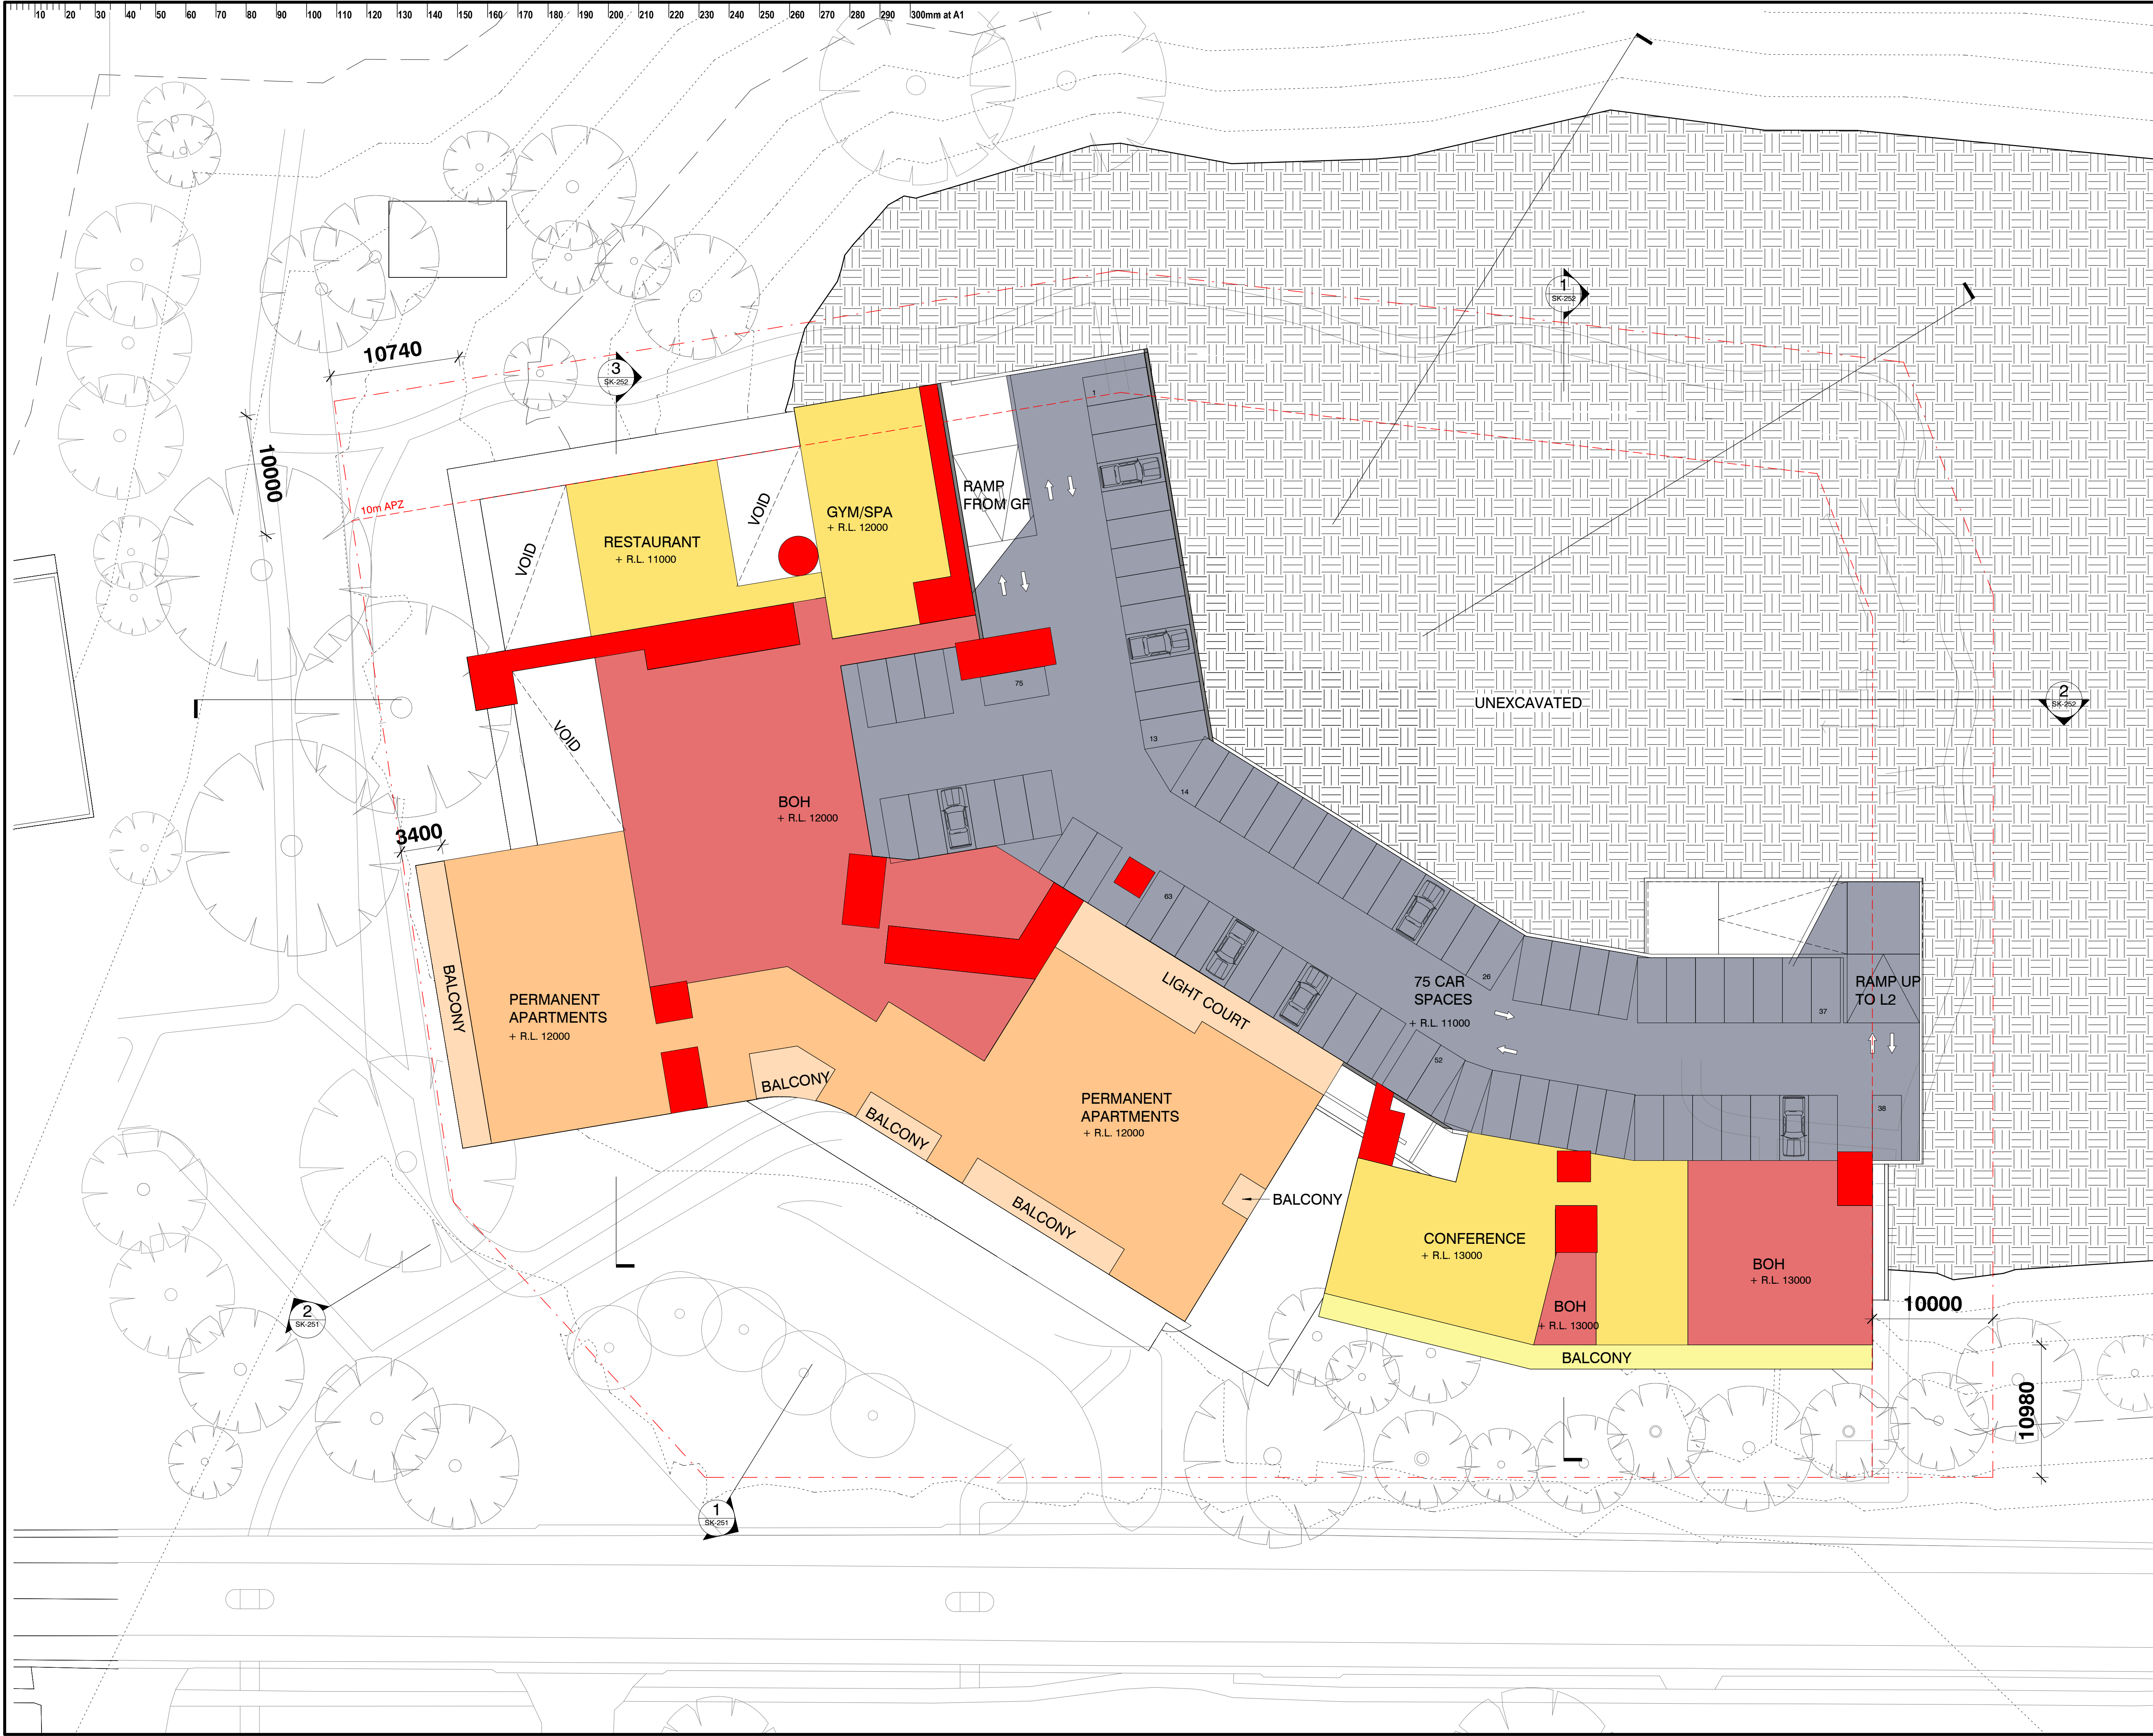 10 20 30 40 50 60 70 80 90 100 110 120 130 140 150 160 170 180 190 200 210 220 230 240 250 260 270 280 290 300mm at A1
1
SK-252
10740
3
SK-252
1
10000
10m APZ
RAMP
FROM GF
VOID
GYM/SPA
+ R.L. 12000
RESTAURANT
+ R.L. 11000
VOID
75
UNEXCAVATED
2
SK-252
VOID
13
14
BOH
+ R.L. 12000
3400
63
26
75 CAR
SPACES
+ R.L. 11000
RAMP UP
TO L2
37
LIGHT COURT
BALCONY
PERMANENT
APARTMENTS
+ R.L. 12000
52
BALCONY
PERMANENT
APARTMENTS
+ R.L. 12000
38
BALCONY
BALCONY
BALCONY
CONFERENCE
+ R.L. 13000
BOH
+ R.L. 13000
BOH
+ R.L. 13000
10000
2
SK-251
BALCONY
10980
1
SK-251